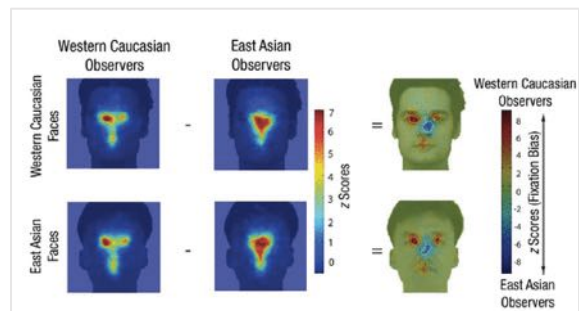 Western Caucasian
Observers
East Asian
Observers
Western Caucasian
Faces
-
=
7
6
5
4
3
2
1
0
z Scores
Western Caucasian
Observers
8
6
4
2
0
-2
-4
-6
-8
z Scores (Fixation Bias)
East Asian
Observers
East Asian
Faces
-
=